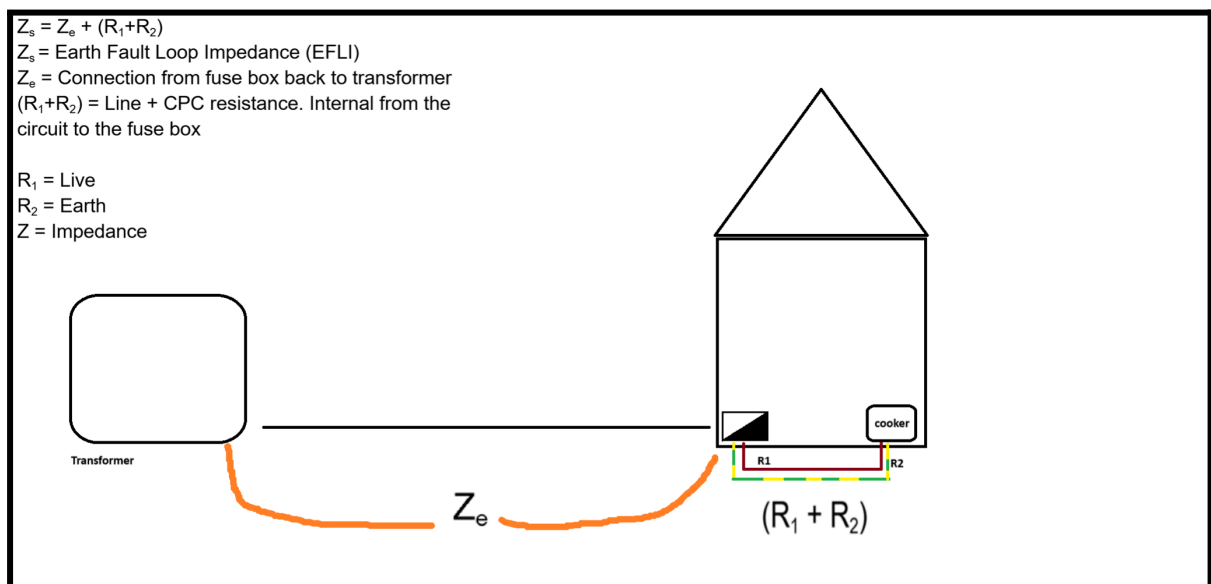 Zₛ = Zₑ + (R₁+R₂)
Zₛ = Earth Fault Loop Impedance (EFLI)
Zₑ = Connection from fuse box back to transformer
(R₁+R₂) = Line + CPC resistance. Internal from the
circuit to the fuse box
R₁ = Live
R₂ = Earth
Z = Impedance
cooker
Transformer
R1
R2
Zₑ
(R₁ + R₂)